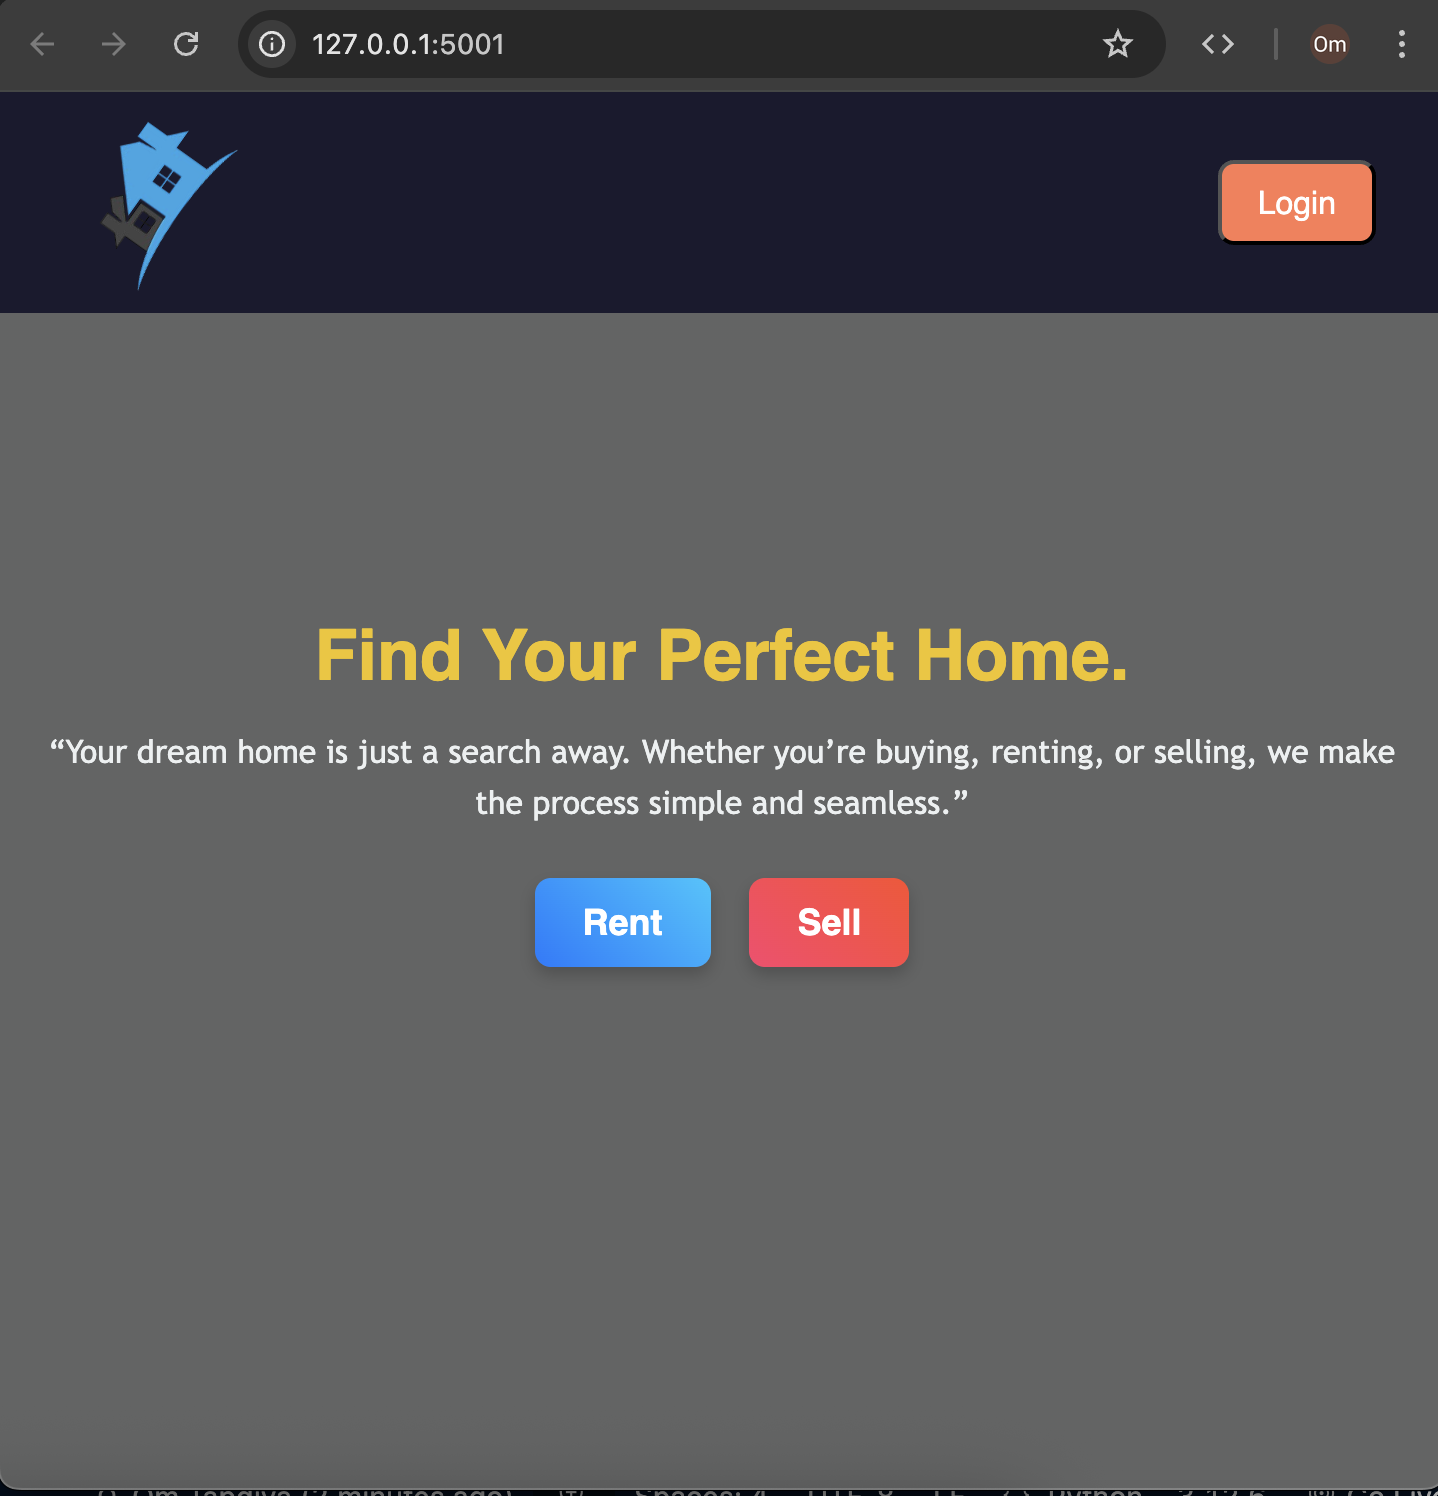 127.0.0.1:5001
Om
Login
Find Your Perfect Home.
“Your dream home is just a search away. Whether you’re buying, renting, or selling, we make
the process simple and seamless.”
Rent
Sell